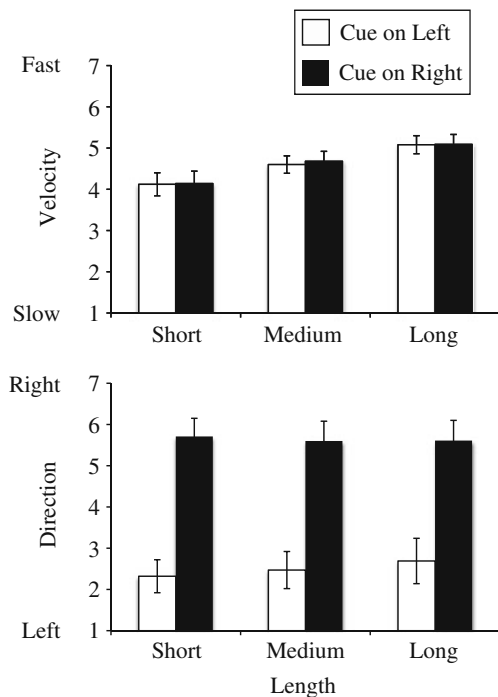 Cue on Left
Cue on Right
Fast 7
6
5
Velocity 4
3
2
Slow 1
Short Medium Long
Right 7
6
5
Direction 4
3
2
Left 1
Short Medium Long
Length